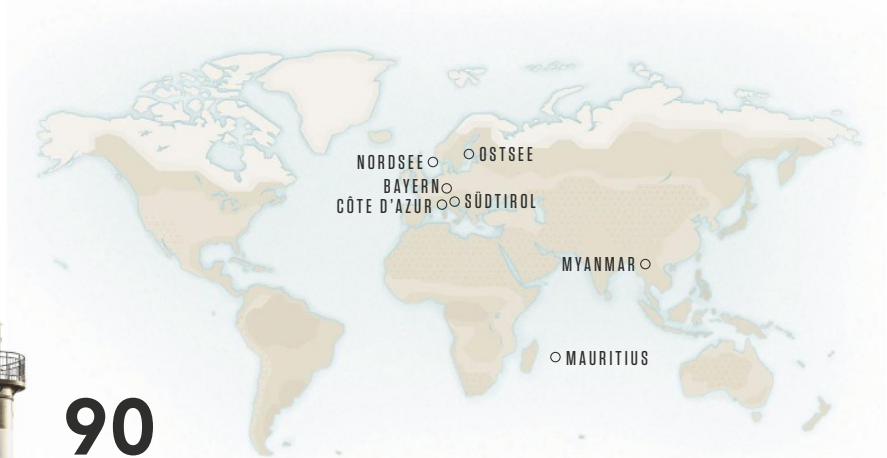 NORDSEE
OSTSEE
BAYERN
CÔTE D'AZUR
SÜDTIROL
MYANMAR
MAURITIUS
90